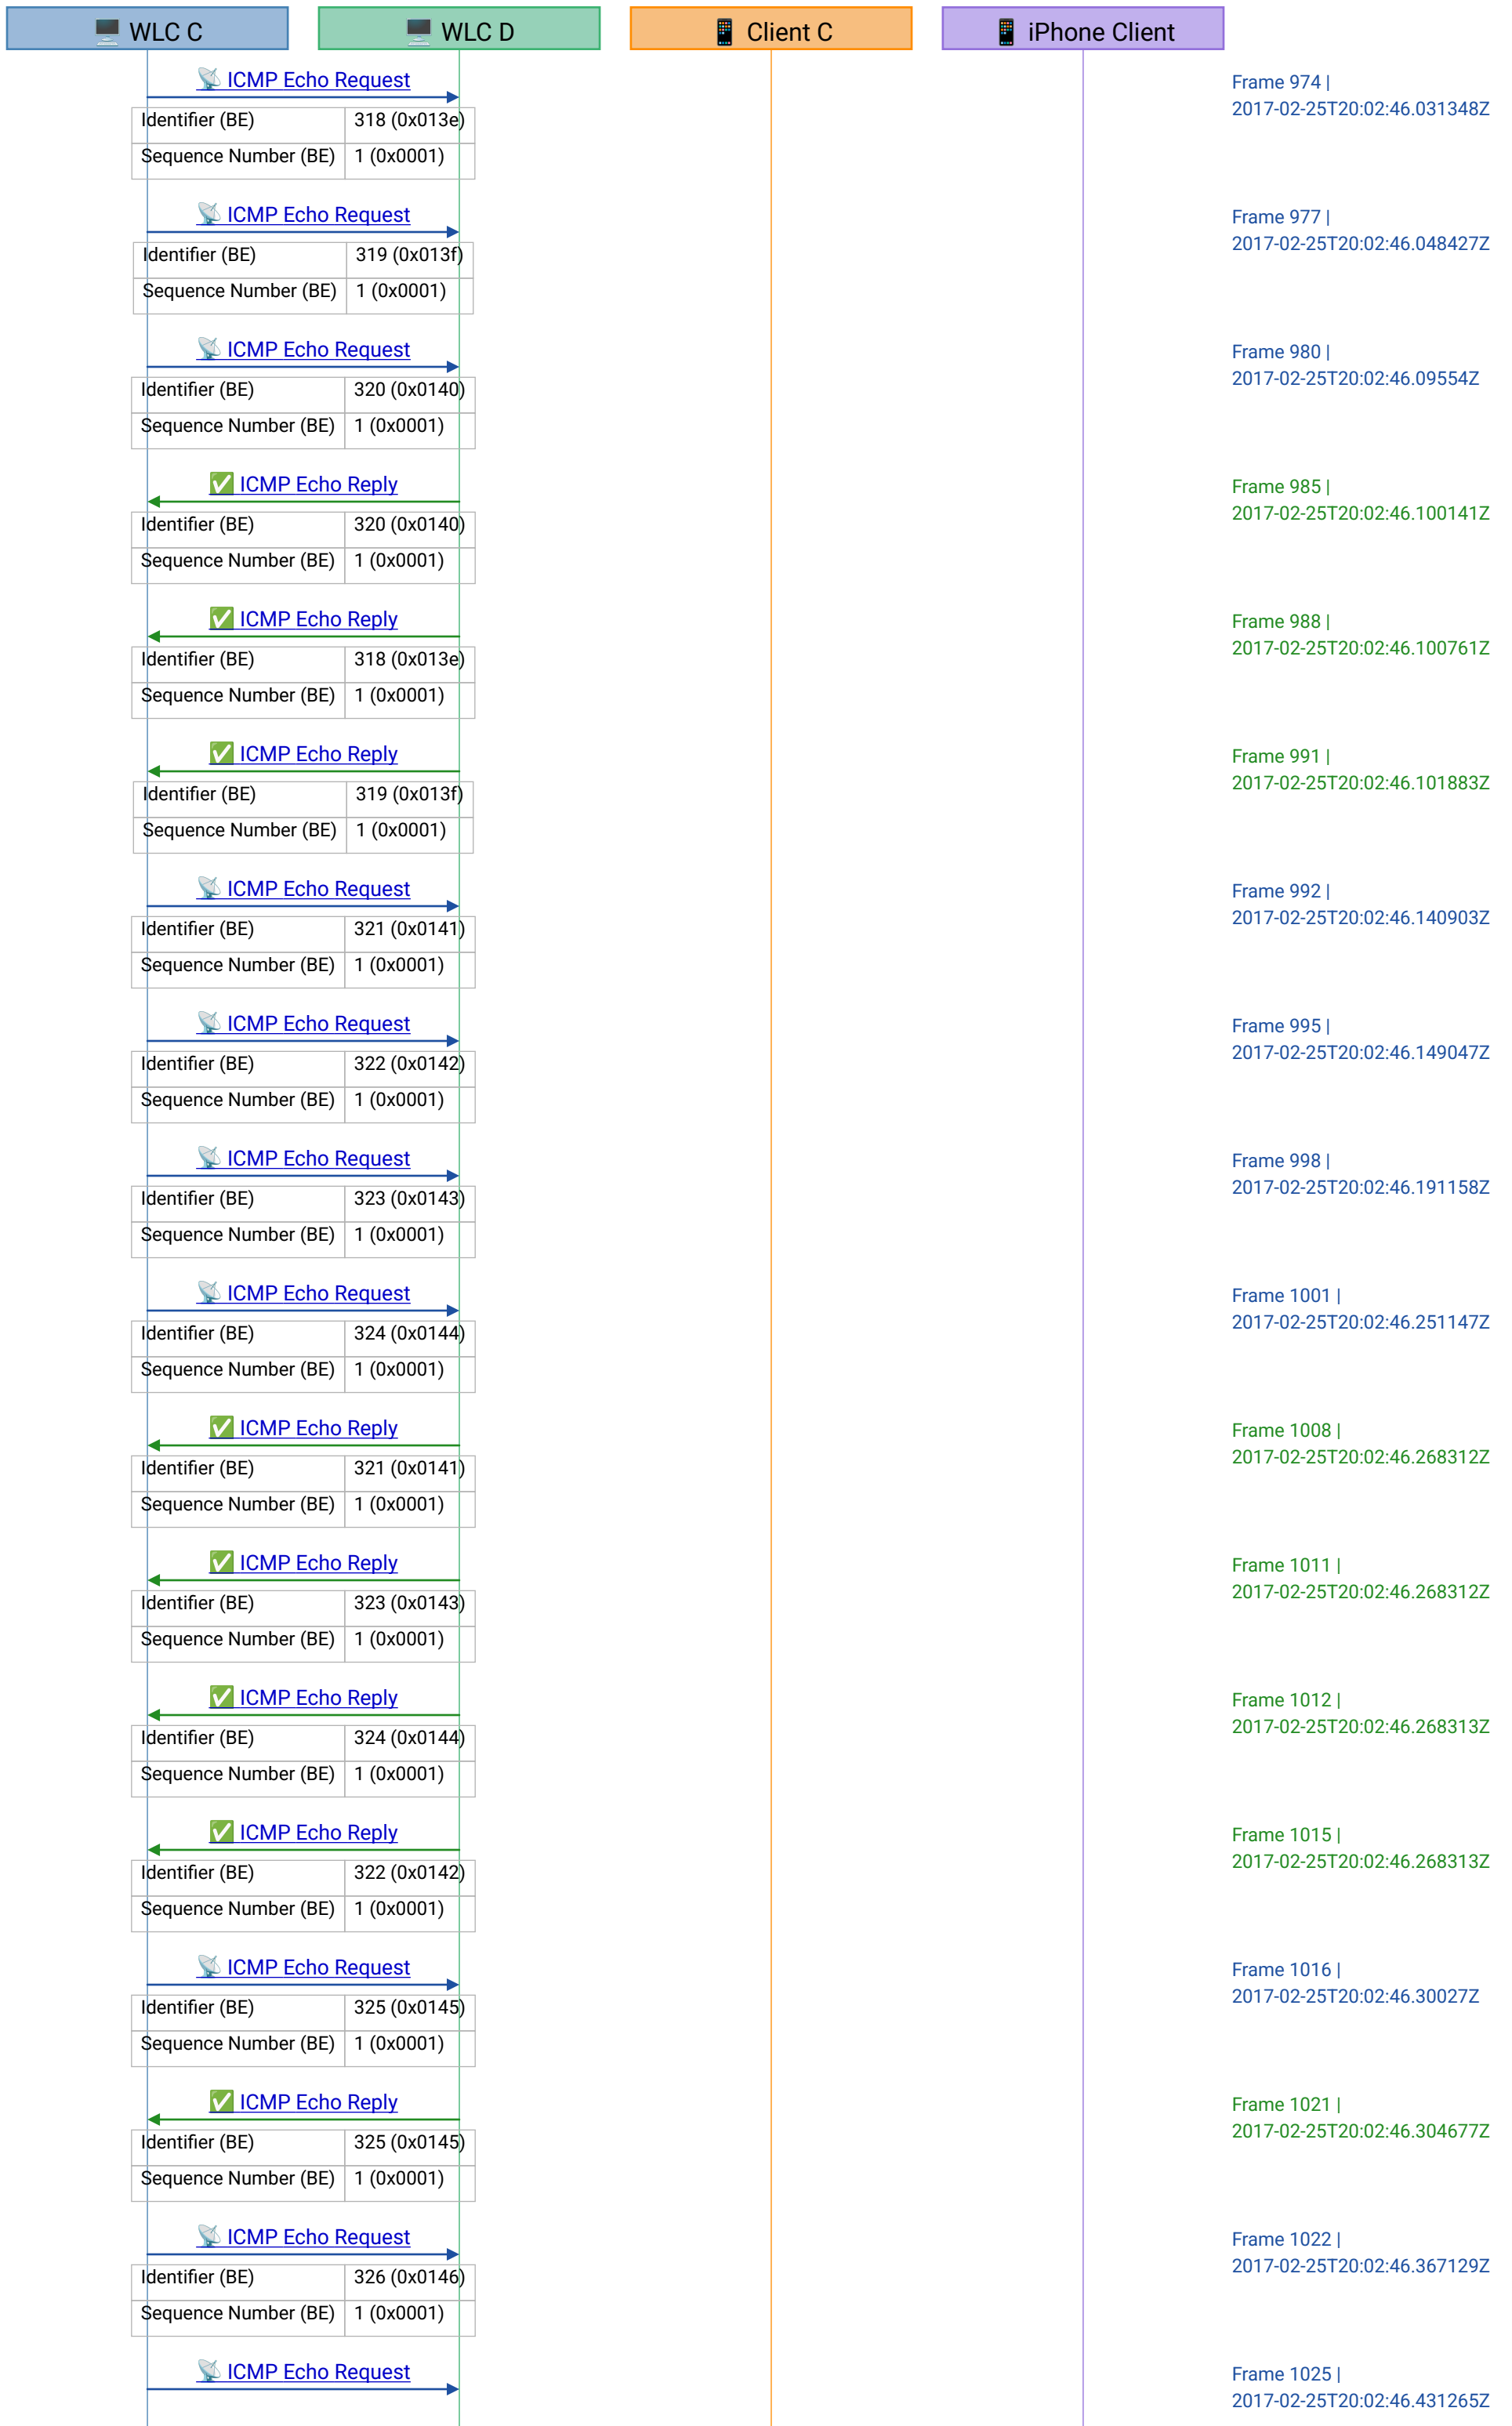 WLC C
WLC D
Client C
iPhone Client
ICMP Echo Request
Frame 974 |
2017-02-25T20:02:46.031348Z
Identifier (BE) 318 (0x013e)
Sequence Number (BE) 1 (0x0001)
ICMP Echo Request
Frame 977 |
2017-02-25T20:02:46.048427Z
Identifier (BE) 319 (0x013f)
Sequence Number (BE) 1 (0x0001)
ICMP Echo Request
Frame 980 |
2017-02-25T20:02:46.09554Z
Identifier (BE) 320 (0x0140)
Sequence Number (BE) 1 (0x0001)
ICMP Echo Reply
Frame 985 |
2017-02-25T20:02:46.100141Z
Identifier (BE) 320 (0x0140)
Sequence Number (BE) 1 (0x0001)
ICMP Echo Reply
Frame 988 |
2017-02-25T20:02:46.100761Z
Identifier (BE) 318 (0x013e)
Sequence Number (BE) 1 (0x0001)
ICMP Echo Reply
Frame 991 |
2017-02-25T20:02:46.101883Z
Identifier (BE) 319 (0x013f)
Sequence Number (BE) 1 (0x0001)
ICMP Echo Request
Frame 992 |
2017-02-25T20:02:46.140903Z
Identifier (BE) 321 (0x0141)
Sequence Number (BE) 1 (0x0001)
ICMP Echo Request
Frame 995 |
2017-02-25T20:02:46.149047Z
Identifier (BE) 322 (0x0142)
Sequence Number (BE) 1 (0x0001)
ICMP Echo Request
Frame 998 |
2017-02-25T20:02:46.191158Z
Identifier (BE) 323 (0x0143)
Sequence Number (BE) 1 (0x0001)
ICMP Echo Request
Frame 1001 |
2017-02-25T20:02:46.251147Z
Identifier (BE) 324 (0x0144)
Sequence Number (BE) 1 (0x0001)
ICMP Echo Reply
Frame 1008 |
2017-02-25T20:02:46.268312Z
Identifier (BE) 321 (0x0141)
Sequence Number (BE) 1 (0x0001)
ICMP Echo Reply
Frame 1011 |
2017-02-25T20:02:46.268312Z
Identifier (BE) 323 (0x0143)
Sequence Number (BE) 1 (0x0001)
ICMP Echo Reply
Frame 1012 |
2017-02-25T20:02:46.268313Z
Identifier (BE) 324 (0x0144)
Sequence Number (BE) 1 (0x0001)
ICMP Echo Reply
Frame 1015 |
2017-02-25T20:02:46.268313Z
Identifier (BE) 322 (0x0142)
Sequence Number (BE) 1 (0x0001)
ICMP Echo Request
Frame 1016 |
2017-02-25T20:02:46.30027Z
Identifier (BE) 325 (0x0145)
Sequence Number (BE) 1 (0x0001)
ICMP Echo Reply
Frame 1021 |
2017-02-25T20:02:46.304677Z
Identifier (BE) 325 (0x0145)
Sequence Number (BE) 1 (0x0001)
ICMP Echo Request
Frame 1022 |
2017-02-25T20:02:46.367129Z
Identifier (BE) 326 (0x0146)
Sequence Number (BE) 1 (0x0001)
ICMP Echo Request
Frame 1025 |
2017-02-25T20:02:46.431265Z